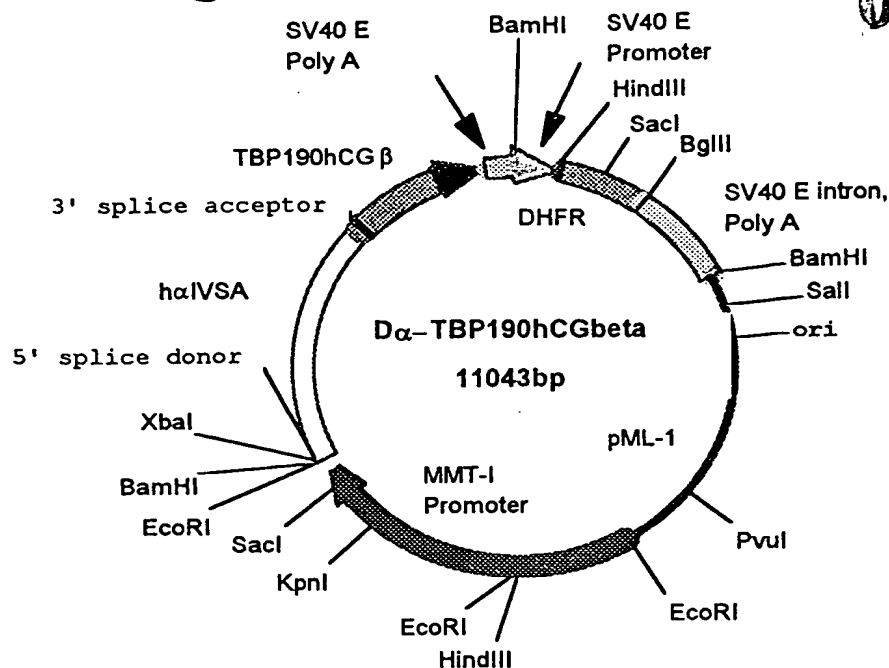 SV40 E
Poly A
BamHI
SV40 E
Promoter
HindIII
SacI
BglII
TBP190hCG β
3' splice acceptor
DHFR
SV40 E intron,
Poly A
BamHI
SalI
hαIVSA
ori
Dα-TBP190hCGbeta
11043bp
5' splice donor
XbaI
pML-1
BamHI
MMT-I
Promoter
EcoRI
SacI
PvuI
KpnI
EcoRI
EcoRI
HindIII